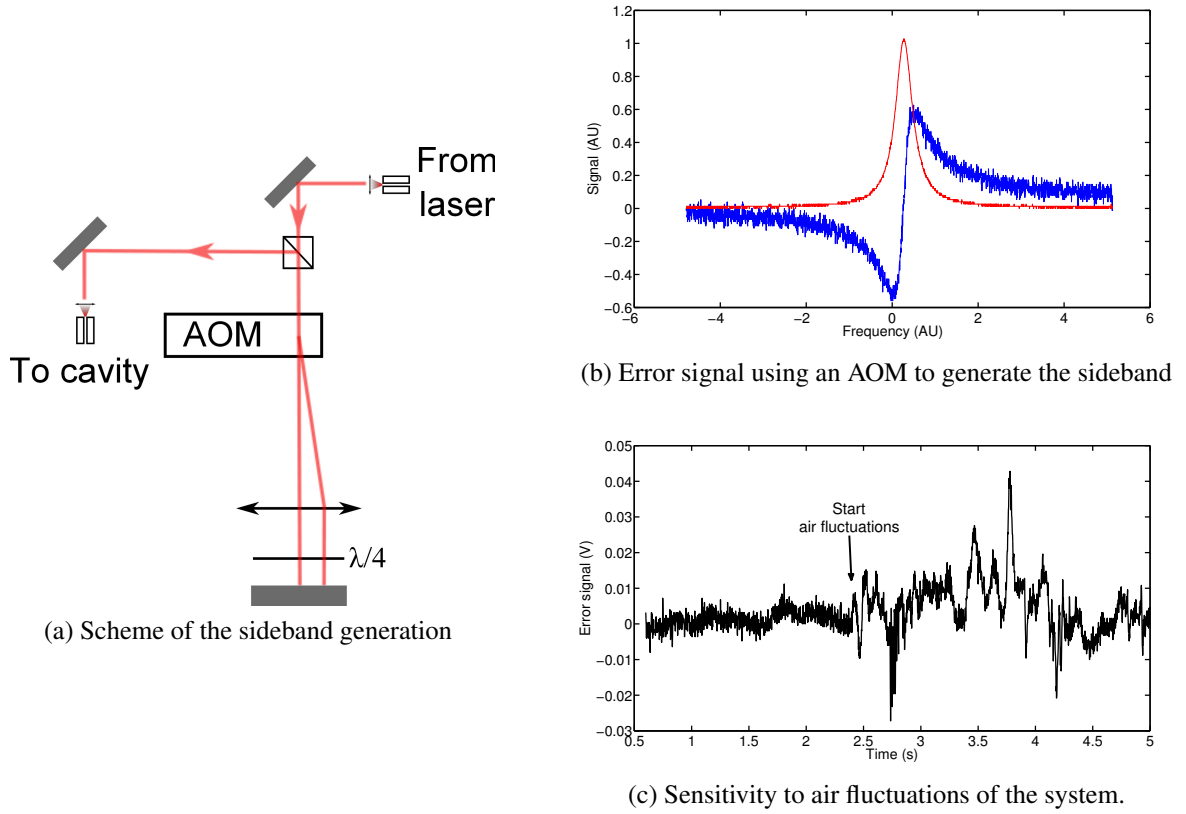 From
laser
To cavity
AOM
λ/4
(a) Scheme of the sideband generation
1.2
1
0.8
0.6
0.4
0.2
0
−0.2
−0.4
−0.6
−6
−4
−2
0
2
4
6
Signal (AU)
Frequency (AU)
(b) Error signal using an AOM to generate the sideband
0.05
0.04
0.03
0.02
0.01
0
−0.01
−0.02
−0.03
0.5
1
1.5
2
2.5
3
3.5
4
4.5
5
Error signal (V)
Time (s)
Start
air fluctuations
(c) Sensitivity to air fluctuations of the system.